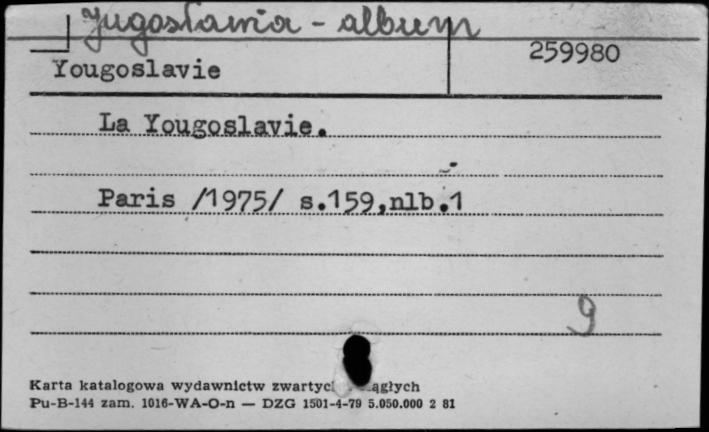 Jugosławia - album
Yougoslavie 259980
La Yougoslavie.
Paris /1975/ s.159,nlb.1
9
Karta katalogowa wydawnictw ągłych
Pu-B-144 zam. 1016-WA-O-n — DZG 1501-4-79 5.050.000 2 81